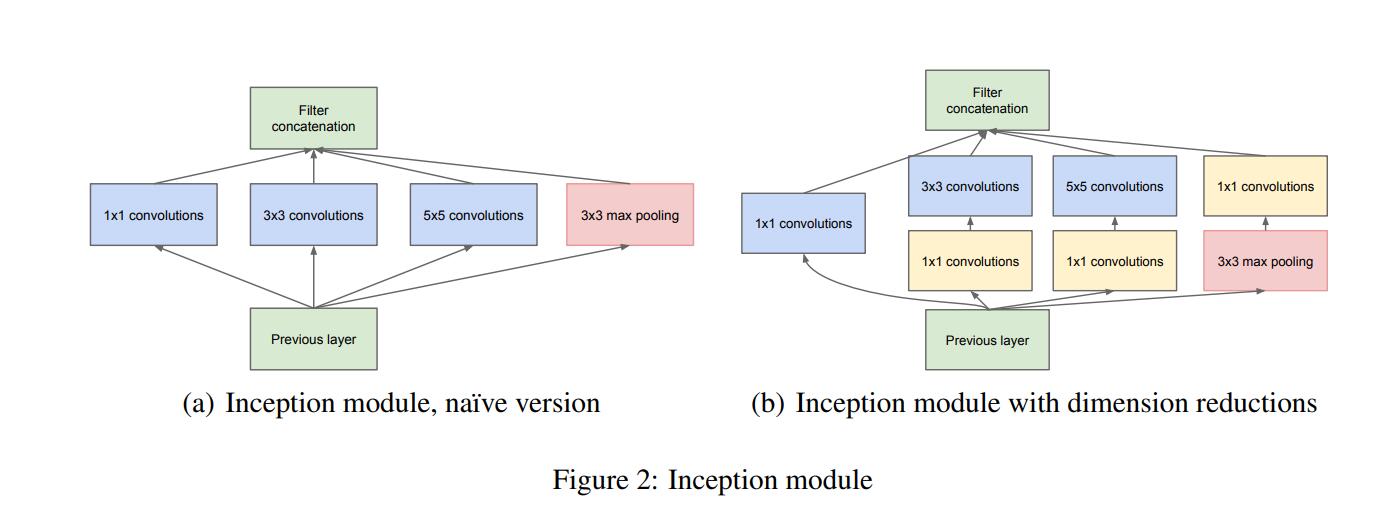 Filter
concatenation
1x1 convolutions
3x3 convolutions
5x5 convolutions
3x3 max pooling
Previous layer
(a) Inception module, naïve version
Filter
concatenation
3x3 convolutions
5x5 convolutions
1x1 convolutions
1x1 convolutions
1x1 convolutions
1x1 convolutions
3x3 max pooling
Previous layer
(b) Inception module with dimension reductions
Figure 2: Inception module